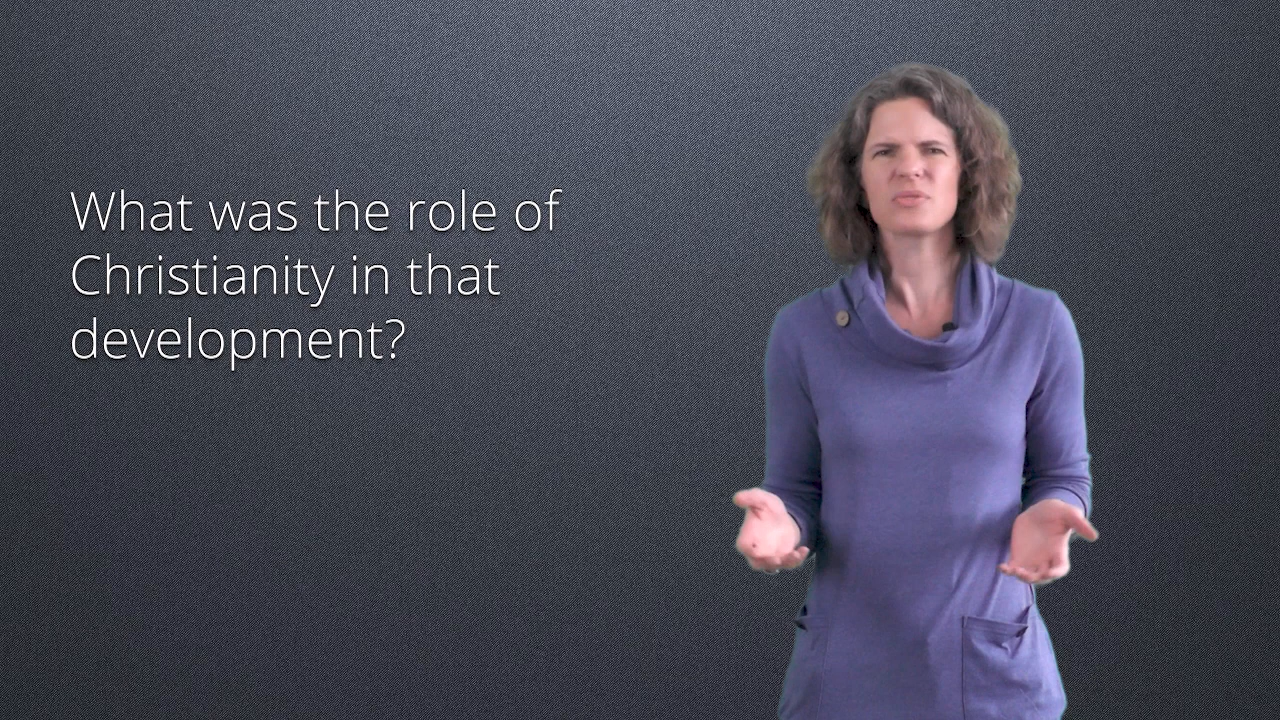 What was the role of
Christianity in that
development?